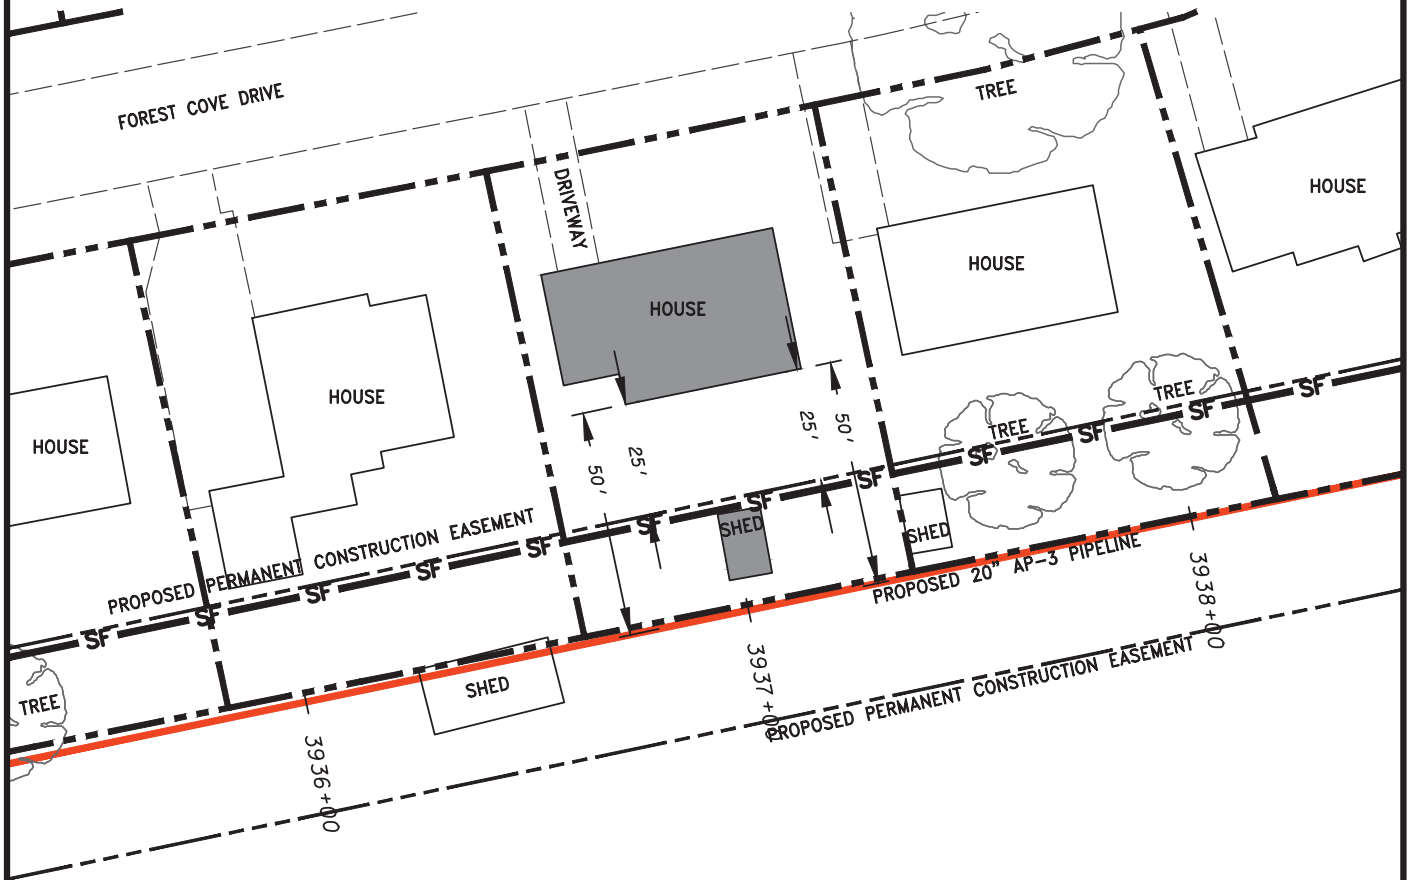 FOREST COVE DRIVE
TREE
DRIVEWAY
HOUSE
HOUSE
HOUSE
HOUSE
HOUSE
TREE
TREE
25'
50'
50'
25'
SF
SF
SF
SF
SF
SF
SF
SF
SF
SF
SF
SF
PROPOSED PERMANENT CONSTRUCTION EASEMENT
SHED
SHED
PROPOSED 20" AP-3 PIPELINE
TREE
SHED
3936+00
3937+00
3938+00
PROPOSED PERMANENT CONSTRUCTION EASEMENT